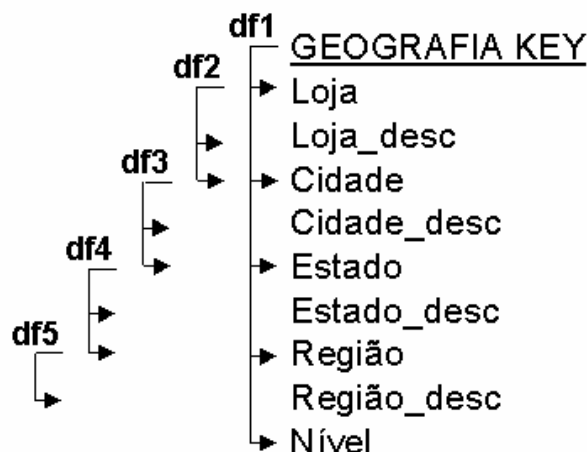 df1
GEOGRAFIA KEY
df2
Loja
Loja_desc
df3
Cidade
Cidade_desc
df4
Estado
Estado_desc
df5
Região
Região_desc
Nível